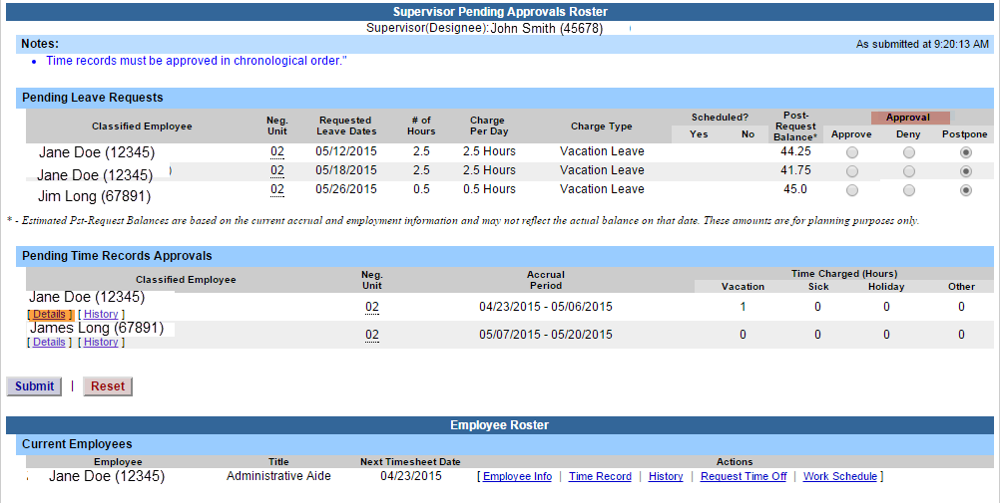 Supervisor Pending Approvals Roster
Supervisor(Designee): John Smith (45678)
Notes: As submitted at 9:20:13 AM
• Time records must be approved in chronological order."
Pending Leave Requests
Classified Employee Neg. Unit Requested Leave Dates # of Hours Charge Per Day Charge Type Scheduled? Yes No Post-Request Balance* Approval Approve Deny Postpone
Jane Doe (12345) 02 05/12/2015 2.5 2.5 Hours Vacation Leave 44.25
Jane Doe (12345) 02 05/18/2015 2.5 2.5 Hours Vacation Leave 41.75
Jim Long (67891) 02 05/26/2015 0.5 0.5 Hours Vacation Leave 45.0
* - Estimated Pst-Request Balances are based on the current accrual and employment information and may not reflect the actual balance on that date. These amounts are for planning purposes only.
Pending Time Records Approvals
Classified Employee Neg. Unit Accrual Period Time Charged (Hours) Vacation Sick Holiday Other
Jane Doe (12345) 02 04/23/2015 - 05/06/2015 1 0 0 0
[ Details ] [ History ]
James Long (67891) 02 05/07/2015 - 05/20/2015 0 0 0 0
[ Details ] [ History ]
Submit | Reset
Employee Roster
Current Employees
Employee Title Next Timesheet Date Actions
Jane Doe (12345) Administrative Aide 04/23/2015 [ Employee Info | Time Record | History | Request Time Off | Work Schedule ]